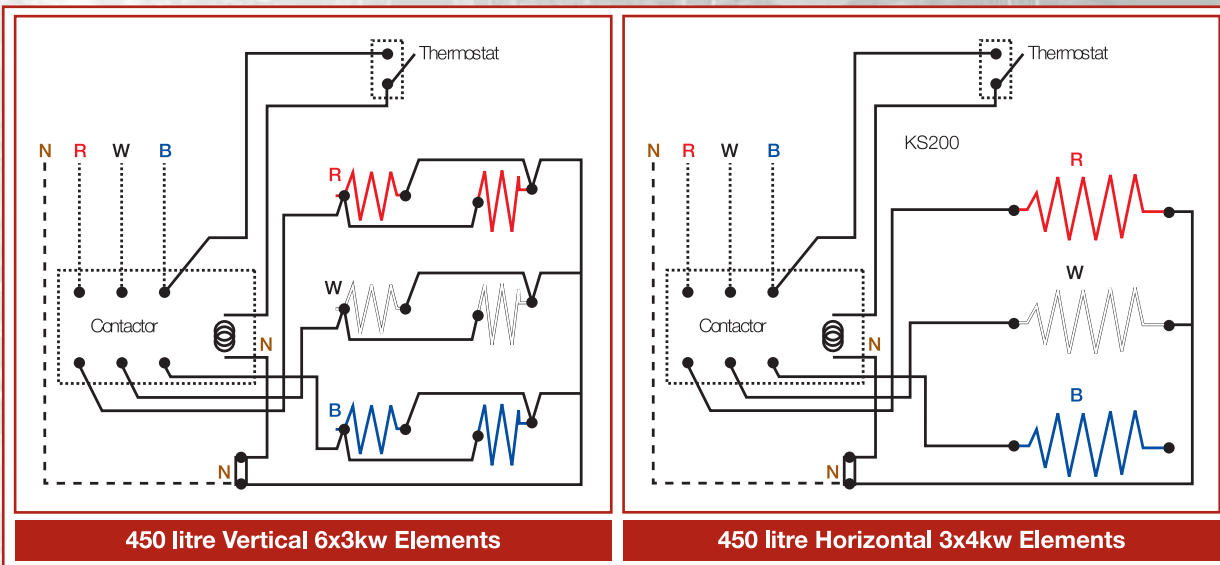 Thermostat
N R W B
R
W
Contactor
N
B
N
450 litre Vertical 6x3kw Elements
Thermostat
KS200
N R W B
R
W
Contactor
N
B
N
450 litre Horizontal 3x4kw Elements